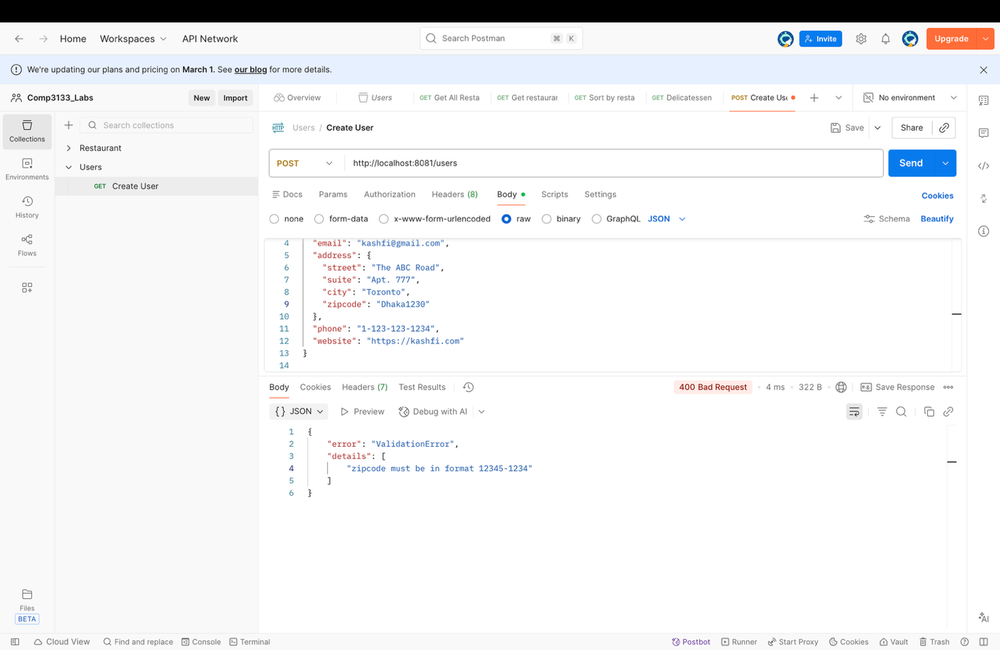 Home Workspaces API Network Search Postman ⌘ K Invite Upgrade
We're updating our plans and pricing on March 1. See our blog for more details.
Comp3133_Labs New Import
Overview Users GET Get All Resta GET Get restaurar GET Sort by resta GET Delicatessen POST Create Use No environment
Collections
Search collections
Restaurant
Users
GET Create User
Environments
History
Flows
Files
BETA
HTTP Users / Create User Save Share
POST http://localhost:8081/users Send
Docs Params Authorization Headers (8) Body Scripts Settings Cookies
none form-data x-www-form-urlencoded raw binary GraphQL JSON Schema Beautify
4 "email": "kashfi@gmail.com",
5 "address": {
6 "street": "The ABC Road",
7 "suite": "Apt. 777",
8 "city": "Toronto",
9 "zipcode": "Dhaka1230"
10 },
11 "phone": "1-123-123-1234",
12 "website": "https://kashfi.com"
13 }
14
Body Cookies Headers (7) Test Results 400 Bad Request 4 ms 322 B e.g. Save Response
{} JSON Preview Debug with AI
1 {
2 "error": "ValidationError",
3 "details": [
4 "zipcode must be in format 12345-1234"
5 ]
6 }
AI
Cloud View Find and replace Console Terminal Postbot Runner Start Proxy Cookies Vault Trash